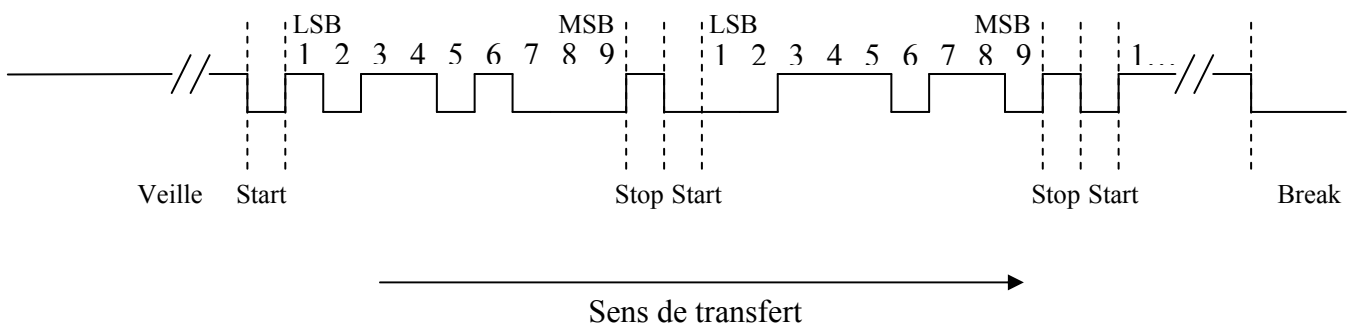 LSB MSB LSB MSB
1 2 3 4 5 6 7 8 9 1 2 3 4 5 6 7 8 9 1…
Veille Start Stop Start Stop Start Break
Sens de transfert